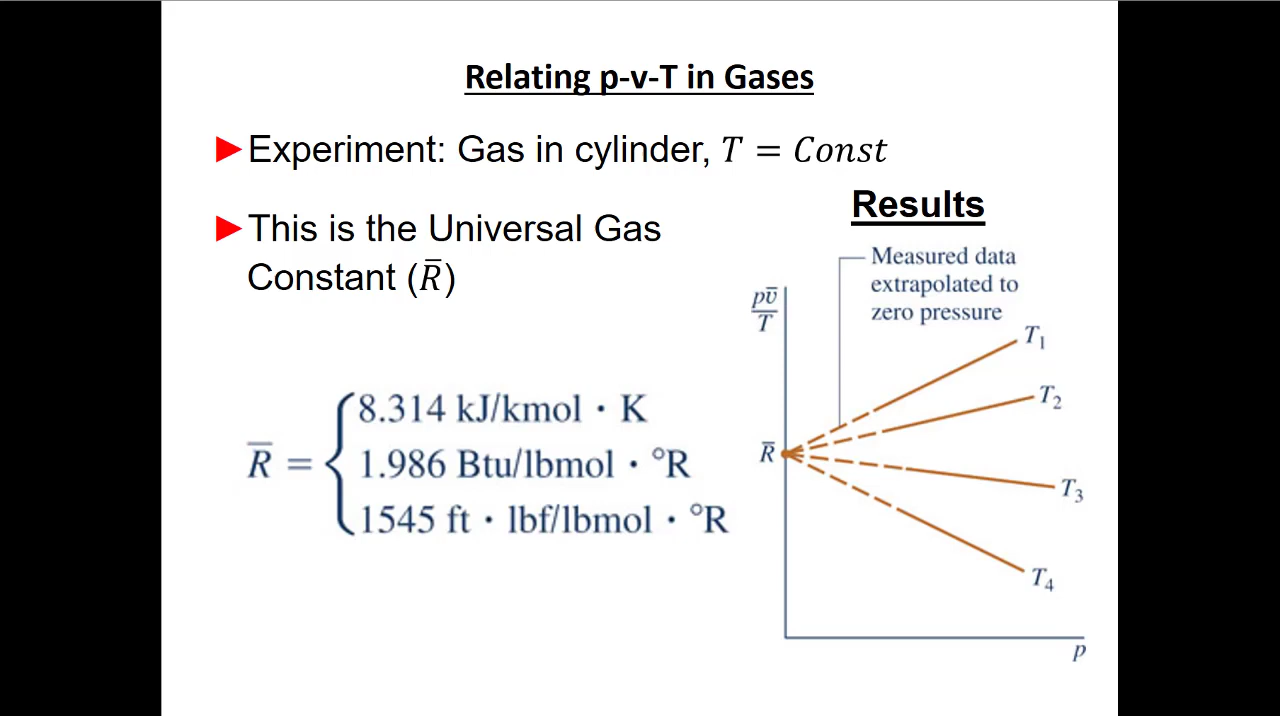 Relating p-v-T in Gases
►Experiment: Gas in cylinder, T = Const
►This is the Universal Gas
Constant (R̅)
R̅ = { 8.314 kJ/kmol · K
1.986 Btu/lbmol · °R
1545 ft · lbf/lbmol · °R
Results
Measured data
extrapolated to
zero pressure
pv̅
T
T₁
T₂
R̅
T₃
T₄
p